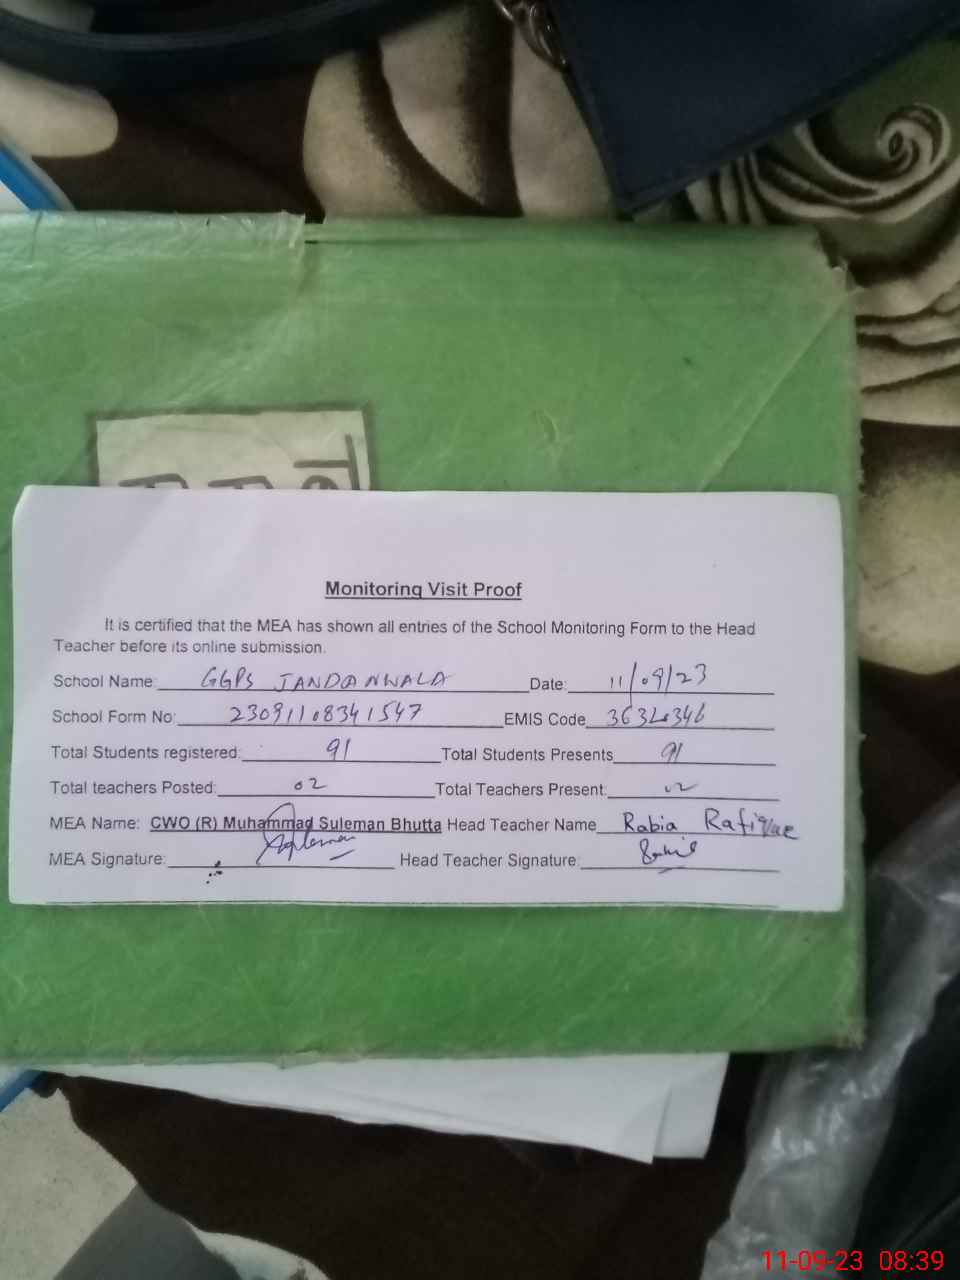 Monitoring Visit Proof
It is certified that the MEA has shown all entries of the School Monitoring Form to the Head
Teacher before its online submission.
School Name: GGPS JANDANWALA Date: 11/09/23
School Form No: 23091108341547 EMIS Code
Total Students registered: 91 Total Students Presents 91
Total teachers Posted: 02 Total Teachers Present: 02
MEA Name: CWO (R) Muhammad Suleman Bhutta Head Teacher Name Rabia Rafique
MEA Signature: Head Teacher Signature:
11-09-23 08:39